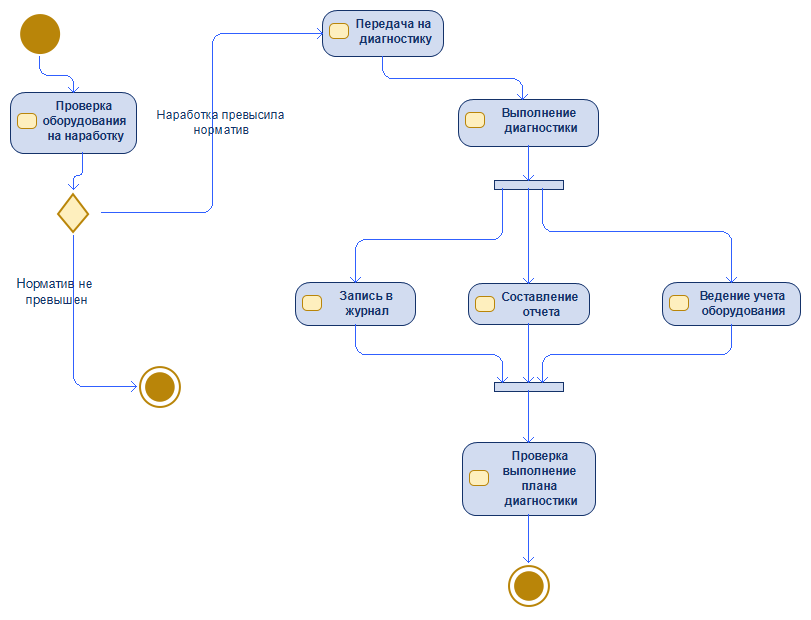 Передача на
диагностику
Проверка
оборудования
на наработку
Наработка превысила
норматив
Выполнение
диагностики
Норматив не
превышен
Запись в
журнал
Составление
отчета
Ведение учета
оборудования
Проверка
выполнение
плана
диагностики